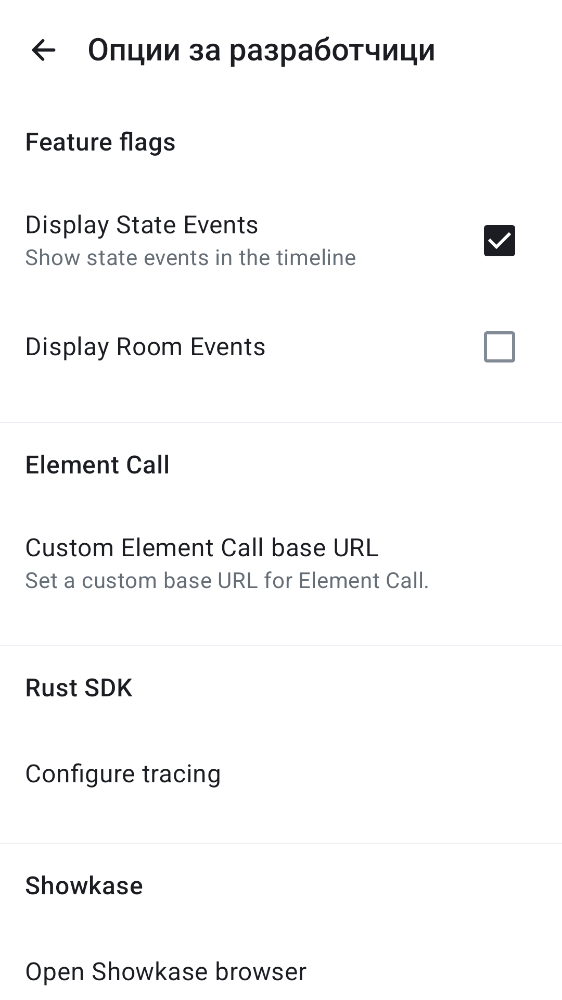 Опции за разработчици
Feature flags
Display State Events
Show state events in the timeline
Display Room Events
Element Call
Custom Element Call base URL
Set a custom base URL for Element Call.
Rust SDK
Configure tracing
Showkase
Open Showkase browser